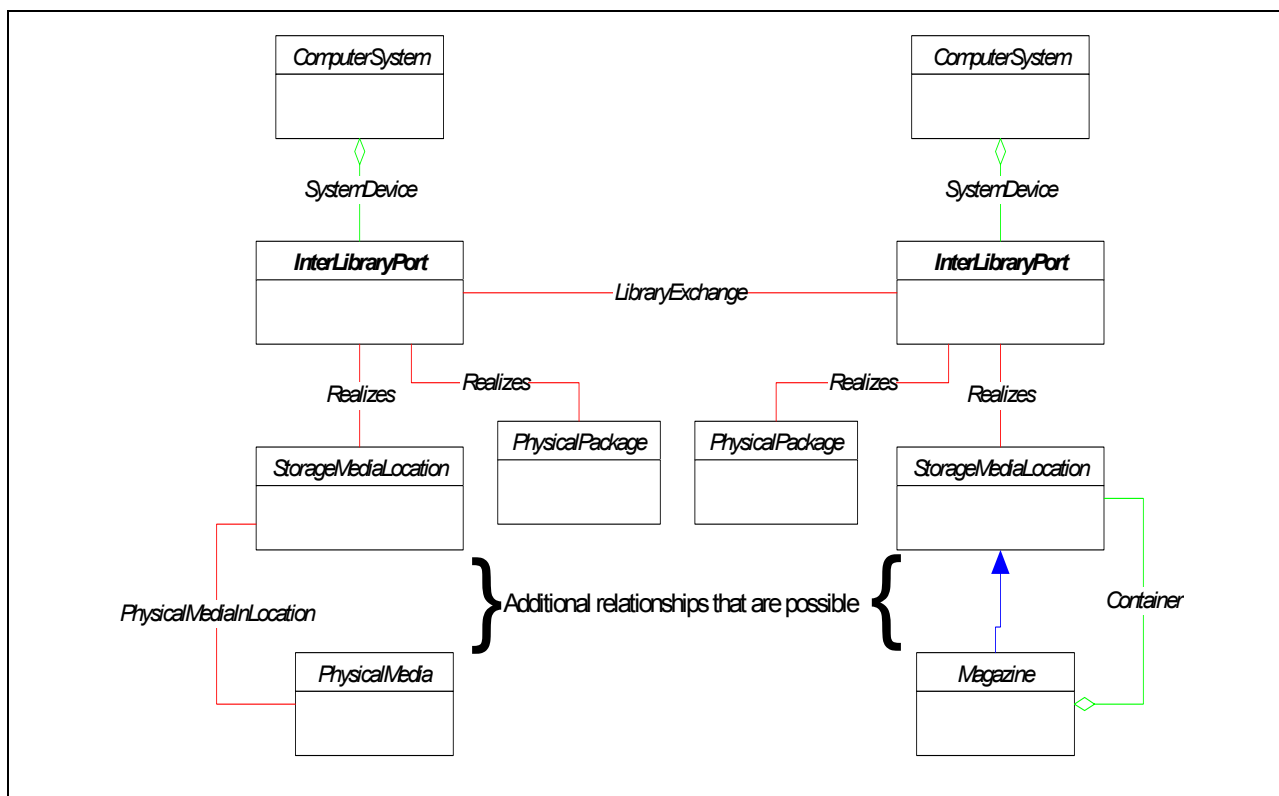 ComputerSystem
ComputerSystem
SystemDevice
SystemDevice
InterLibraryPort
InterLibraryPort
LibraryExchange
Realizes
Realizes
Realizes
Realizes
PhysicalPackage
PhysicalPackage
StorageMediaLocation
StorageMediaLocation
PhysicalMediaInLocation
} Additional relationships that are possible {
Container
PhysicalMedia
Magazine